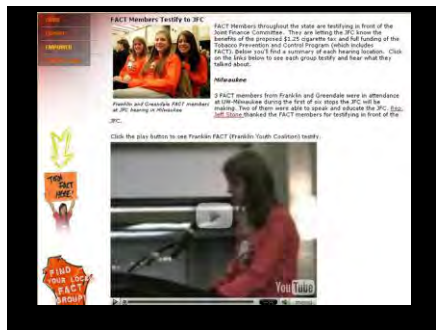 FACT Members Testify to JFC
FACT Members throughout the state are testifying in front of the
Joint Finance Committee. They are letting the JFC know the
benefits of the proposed $1.25 cigarette tax and full funding of the
Tobacco Prevention and Control Program (which includes
FACT). Below you'll find a summary of each hearing location. Click
on the links below to see each group testify and hear what they
talked about.
Milwaukee
3 FACT members from Franklin and Greendale were in attendance
at UW-Milwaukee during the first of six stops the JFC will be
making. Two of them were able to speak and educate the JFC. Rep.
Jeff Stone thanked the FACT members for testifying in front of the
JFC.
Franklin and Greendale FACT members
at JFC hearing in Milwaukee
Click the play button to see Franklin FACT (Franklin Youth Coalition) testify.
YouTube
FACT
HERE!
FIND
YOUR LOCAL
FACT
GROUP!